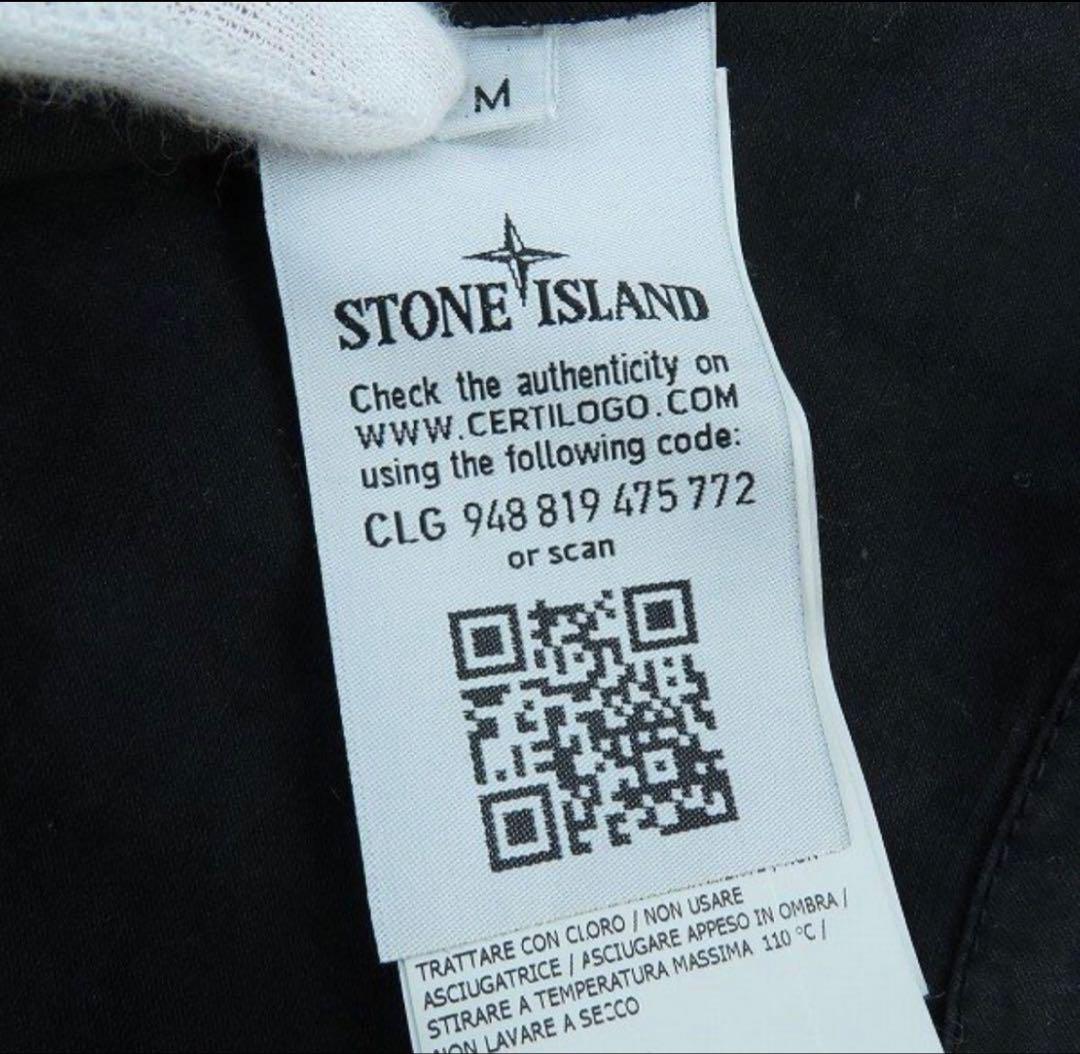 M
STONE ISLAND
Check the authenticity on
WWW.CERTILOGO.COM
using the following code:
CLG 948 819 475 772
or scan
TRATTARE CON CLORO / NON USARE
ASCIUGATRICE / ASCIUGARE APPESO IN OMBRA /
STIRARE A TEMPERATURA MASSIMA 110 °C /
NON LAVARE A SECCO